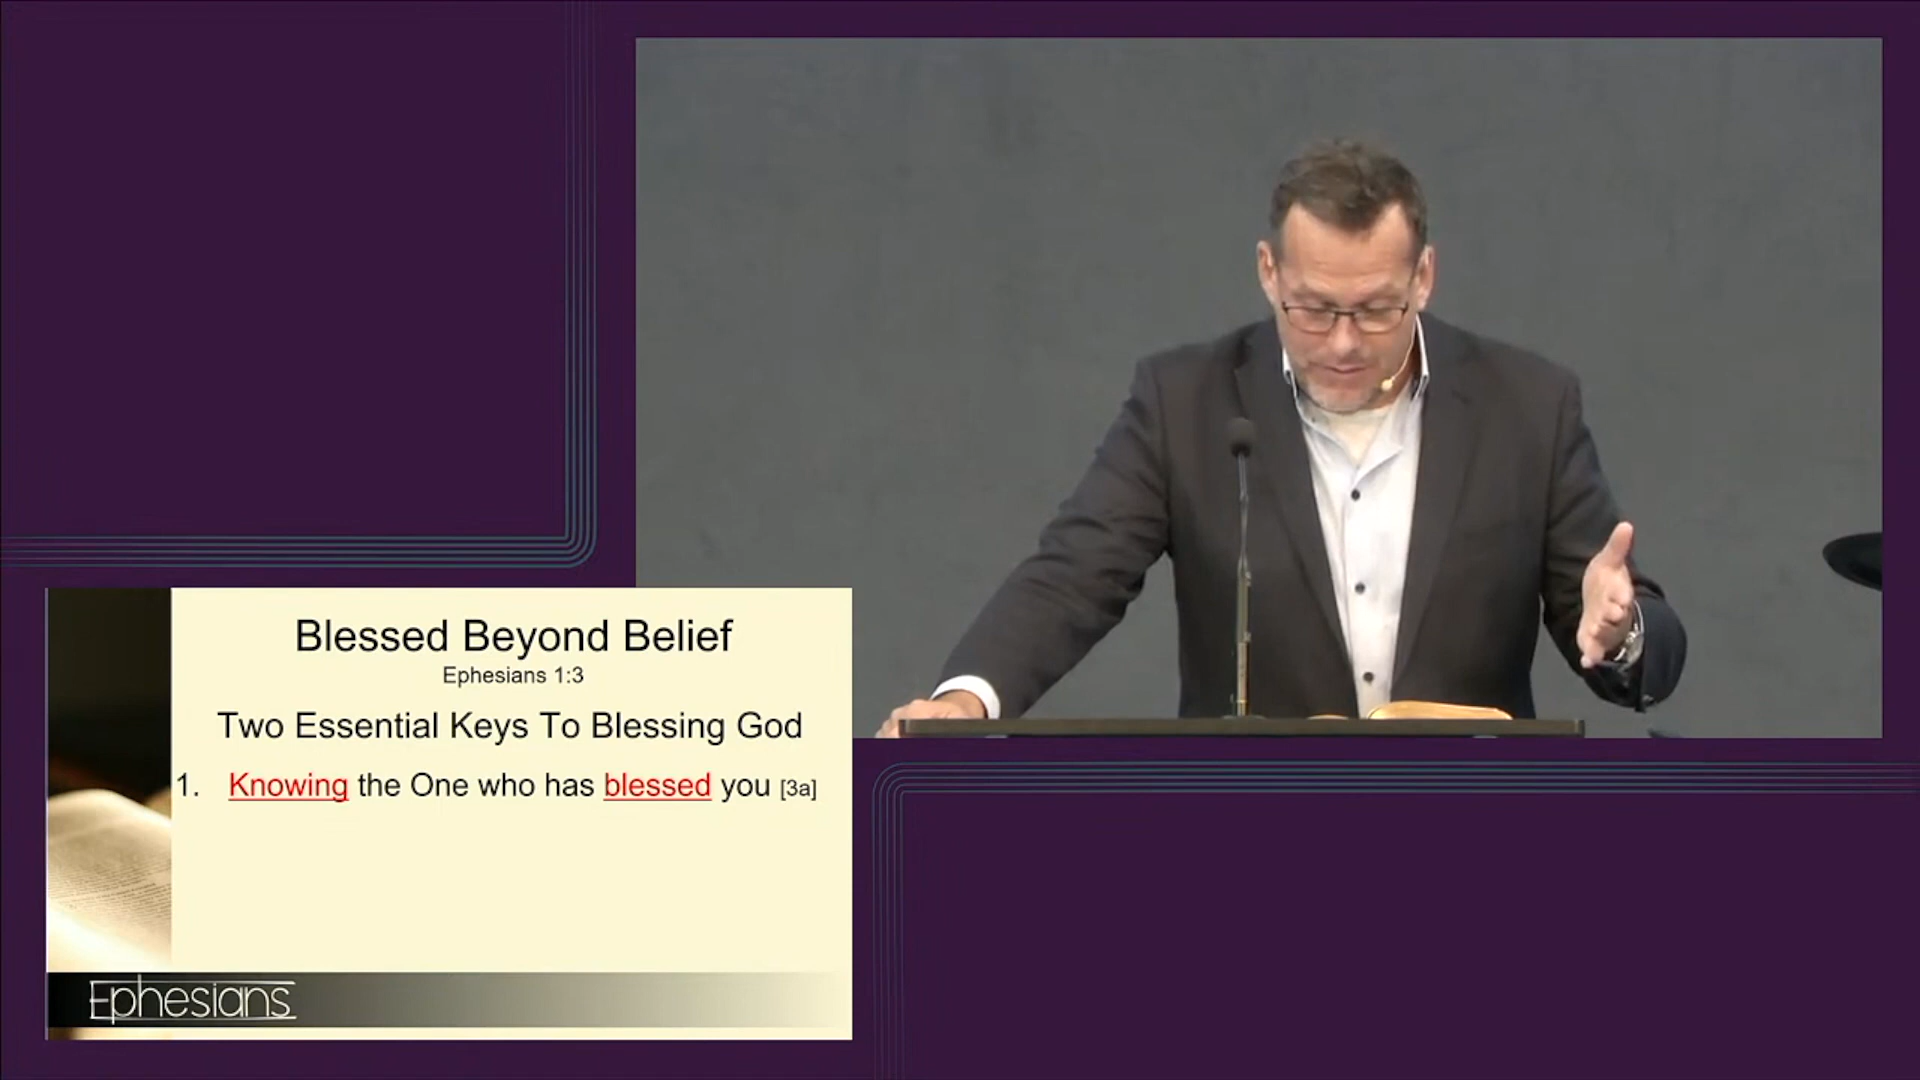 Blessed Beyond Belief
Ephesians 1:3
Two Essential Keys To Blessing God
1. Knowing the One who has blessed you [3a]
Ephesians